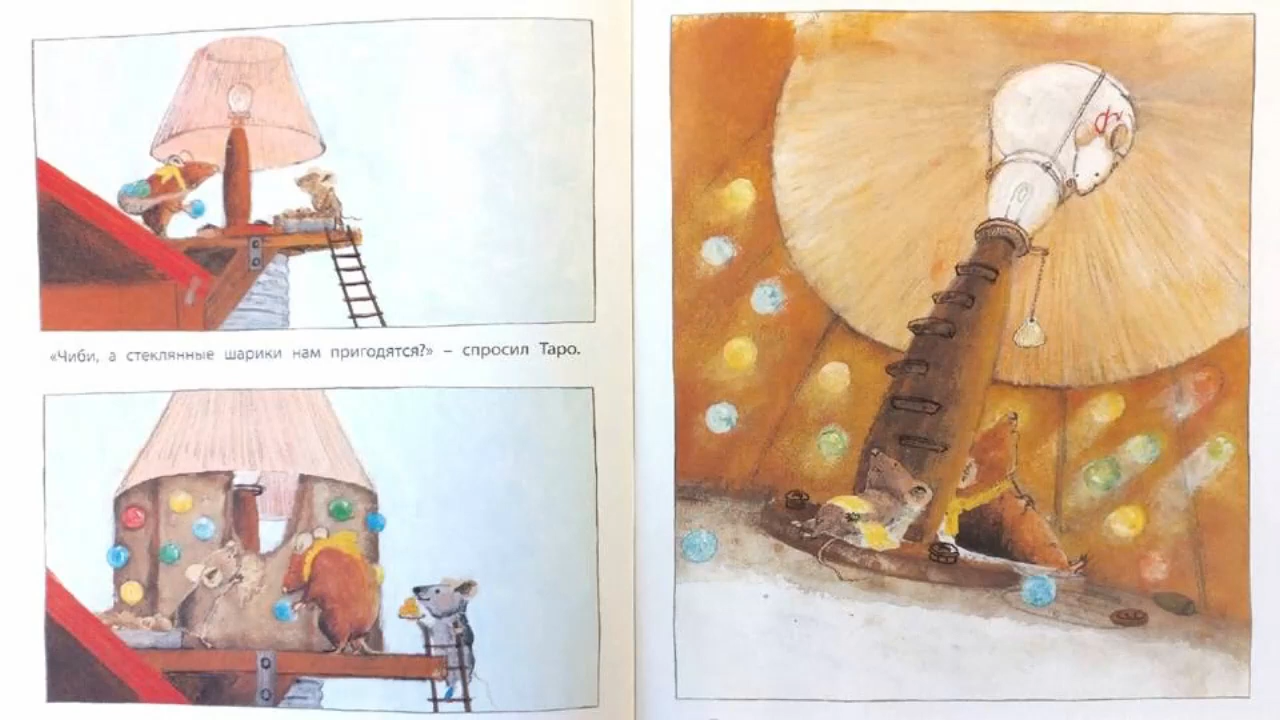 «Чиби, а стеклянные шарики нам пригодятся?» – спросил Таро.